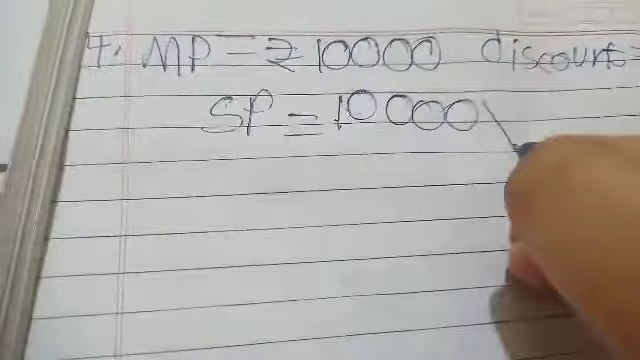 4. MP = ₹ 10000 discount =
SP = 10000